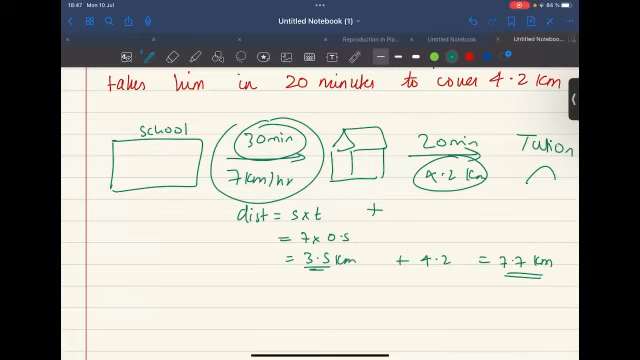 18:47 Mon 10 Jul
84 %
Untitled Notebook (1)
Reproduction in Pla... Untitled Notebook Untitled Notebo...
takes him in 20 minutes to cover 4.2 Km
school 30 min 20 min Tution
7 km/hr 4.2 Km
dist = s x t +
= 7 x 0.5
= 3.5 km + 4.2 = 7.7 km